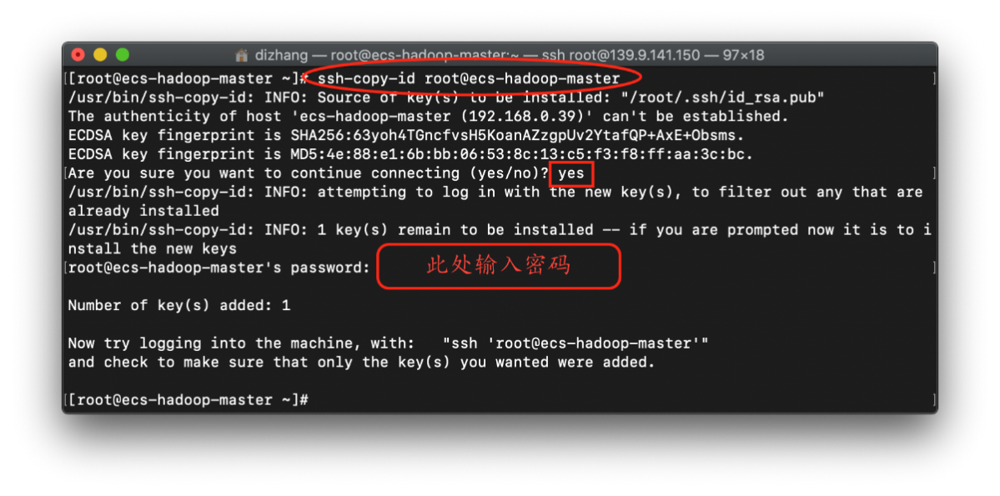 dizhang — root@ecs-hadoop-master:~ — ssh root@139.9.141.150 — 97×18
[[root@ecs-hadoop-master ~]# ssh-copy-id root@ecs-hadoop-master ]
/usr/bin/ssh-copy-id: INFO: Source of key(s) to be installed: "/root/.ssh/id_rsa.pub"
The authenticity of host 'ecs-hadoop-master (192.168.0.39)' can't be established.
ECDSA key fingerprint is SHA256:63yoh4TGncfvsH5KoanAZzgpUv2YtafQP+AxE+Obsms.
ECDSA key fingerprint is MD5:4e:88:e1:6b:bb:06:53:8c:13:c5:f3:f8:ff:aa:3c:bc.
[Are you sure you want to continue connecting (yes/no)? yes ]
/usr/bin/ssh-copy-id: INFO: attempting to log in with the new key(s), to filter out any that are
already installed
/usr/bin/ssh-copy-id: INFO: 1 key(s) remain to be installed -- if you are prompted now it is to i
nstall the new keys
[root@ecs-hadoop-master's password: 此处输入密码 ]
Number of key(s) added: 1
Now try logging into the machine, with:   "ssh 'root@ecs-hadoop-master'"
and check to make sure that only the key(s) you wanted were added.
[[root@ecs-hadoop-master ~]# ]